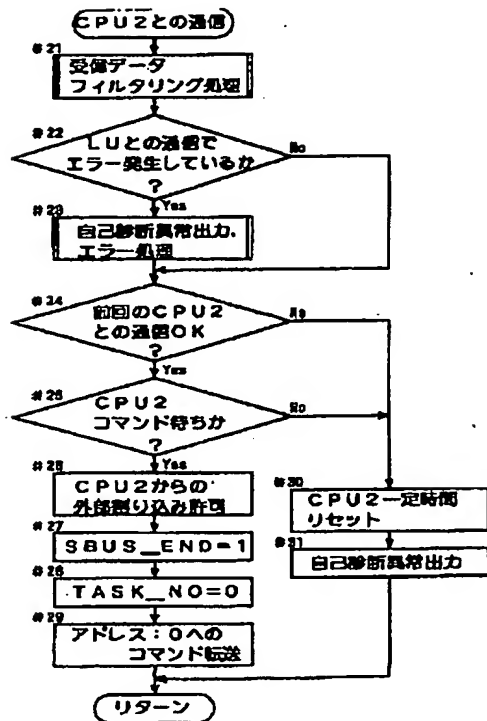 CPU2との通信
#21
受信データ
フィルタリング処理
#22
LUとの通信で
エラー発生しているか
?
No
Yes
#23
自己診断異常出力、
エラー処理
#24
前回のCPU2
との通信OK
?
No
Yes
#25
CPU2
コマンド待ちか
?
No
Yes
#26
CPU2からの
外部割り込み許可
#27
SBUS_END=1
#28
TASK_NO=0
#29
アドレス:0への
コマンド転送
#30
CPU2一定時間
リセット
#31
自己診断異常出力
リターン